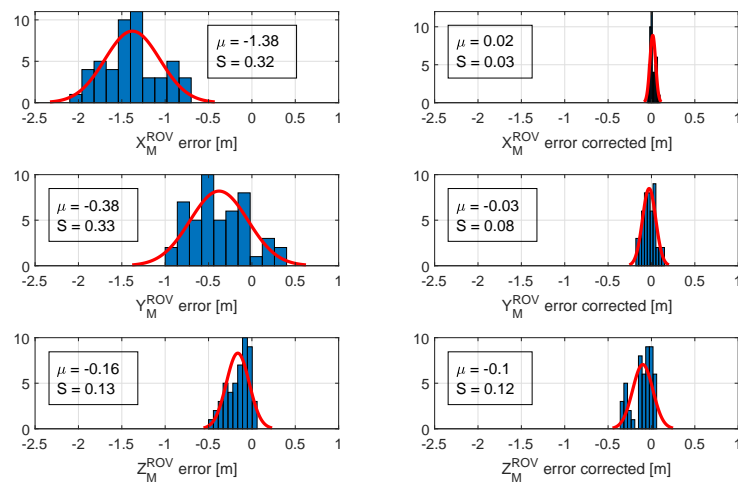 10
5
0
μ = -1.38
S = 0.32
-2.5 -2 -1.5 -1 -0.5 0 0.5 1
X_M^ROV error [m]
10
5
0
μ = 0.02
S = 0.03
-2.5 -2 -1.5 -1 -0.5 0 0.5 1
X_M^ROV error corrected [m]
10
5
0
μ = -0.38
S = 0.33
-2.5 -2 -1.5 -1 -0.5 0 0.5 1
Y_M^ROV error [m]
10
5
0
μ = -0.03
S = 0.08
-2.5 -2 -1.5 -1 -0.5 0 0.5 1
Y_M^ROV error corrected [m]
10
5
0
μ = -0.16
S = 0.13
-2.5 -2 -1.5 -1 -0.5 0 0.5 1
Z_M^ROV error [m]
10
5
0
μ = -0.1
S = 0.12
-2.5 -2 -1.5 -1 -0.5 0 0.5 1
Z_M^ROV error corrected [m]